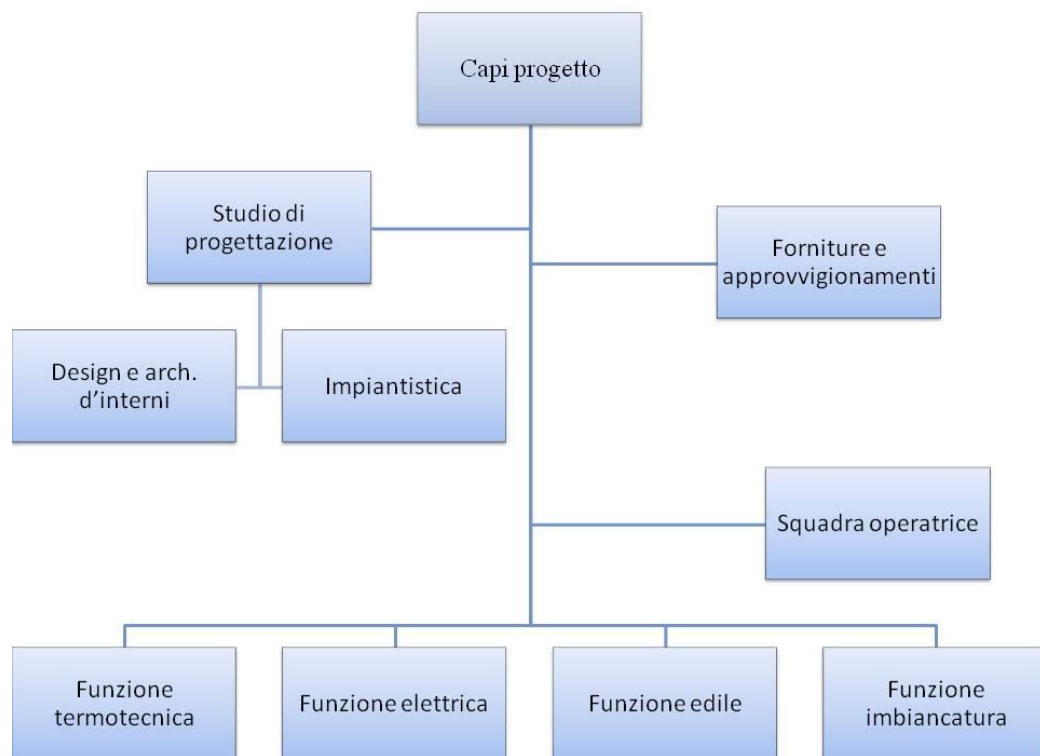 Capi progetto
Studio di
progettazione
Forniture e
approvvigionamenti
Design e arch.
d'interni
Impiantistica
Squadra operatrice
Funzione
termotecnica
Funzione elettrica
Funzione edile
Funzione
imbiancatura